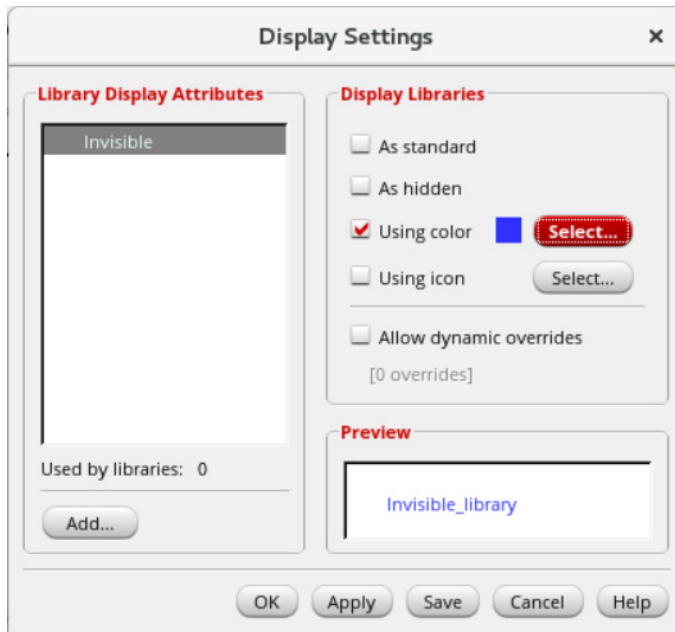 Display Settings
Library Display Attributes
Invisible
Used by libraries: 0
Add...
Display Libraries
As standard
As hidden
Using color Select...
Using icon Select...
Allow dynamic overrides
[0 overrides]
Preview
Invisible_library
OK Apply Save Cancel Help